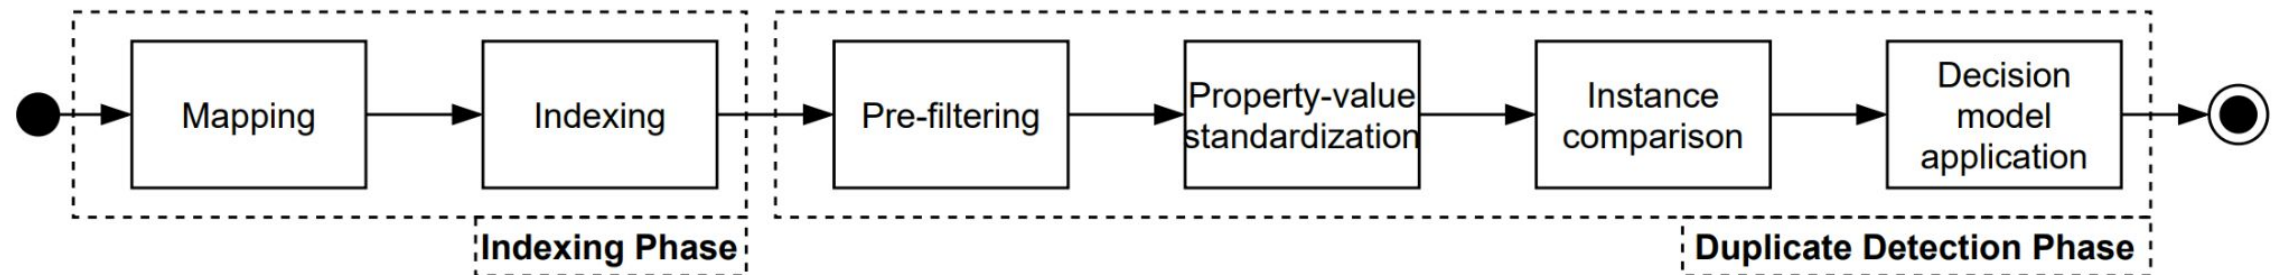 Mapping
Indexing
Pre-filtering
Property-value
standardization
Instance
comparison
Decision
model
application
Indexing Phase
Duplicate Detection Phase